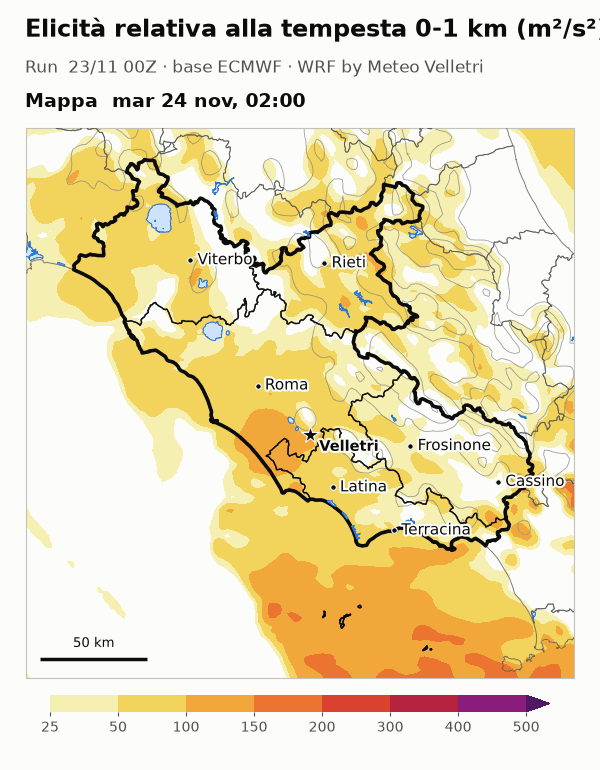 Elicità relativa alla tempesta 0-1 km (m²/s²)
Run 23/11 00Z · base ECMWF · WRF by Meteo Velletri
Mappa mar 24 nov, 02:00
Viterbo
Rieti
Roma
Velletri
Frosinone
Cassino
Latina
Terracina
50 km
25 50 100 150 200 300 400 500